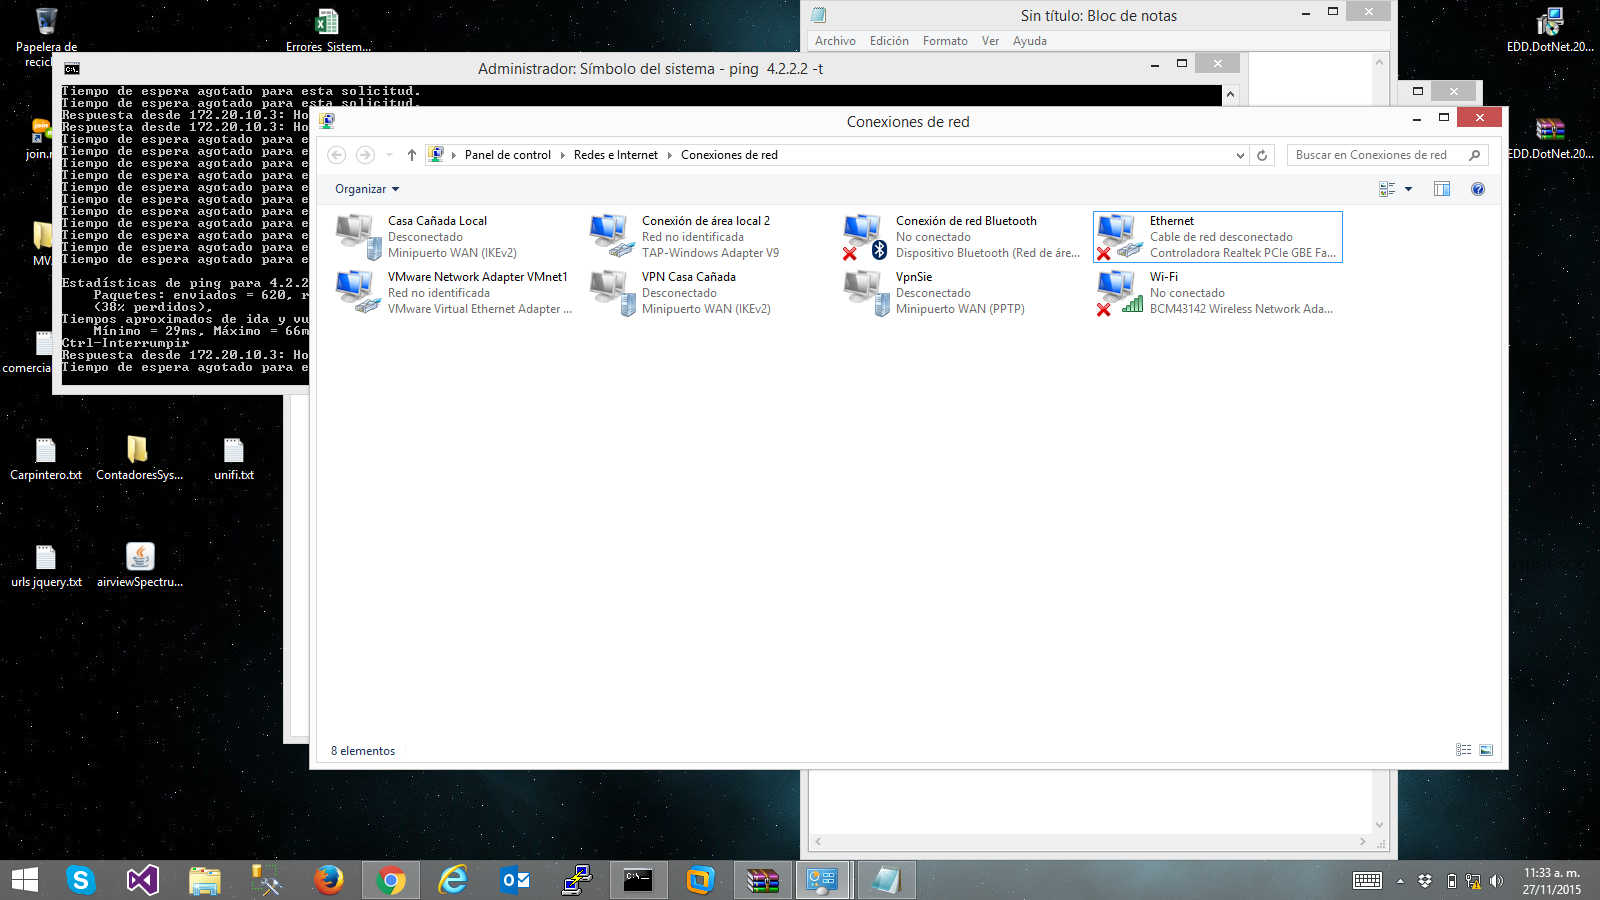 Papelera de
recicl
Errores_Sistem...
join.m
MV.
comercia
Carpintero.txt
ContadoresSys...
unifi.txt
urls jquery.txt
airviewSpectru...
EDD.DotNet.20...
EDD.DotNet.20...
Sin título: Bloc de notas
Archivo Edición Formato Ver Ayuda
Administrador: Símbolo del sistema - ping 4.2.2.2 -t
Tiempo de espera agotado para esta solicitud.
Tiempo de espera agotado para esta solicitud.
Respuesta desde 172.20.10.3: Ho
Respuesta desde 172.20.10.3: Ho
Tiempo de espera agotado para e
Tiempo de espera agotado para e
Tiempo de espera agotado para e
Tiempo de espera agotado para e
Tiempo de espera agotado para e
Tiempo de espera agotado para e
Tiempo de espera agotado para e
Tiempo de espera agotado para e
Tiempo de espera agotado para e
Tiempo de espera agotado para e
Tiempo de espera agotado para e
Estadísticas de ping para 4.2.2
Paquetes: enviados = 620, r
(38% perdidos),
Tiempos aproximados de ida y vu
Mínimo = 29ms, Máximo = 66m
Ctrl-Interrumpir
Respuesta desde 172.20.10.3: Ho
Tiempo de espera agotado para e
Conexiones de red
Panel de control Redes e Internet Conexiones de red
Buscar en Conexiones de red
Organizar
Casa Cañada Local
Desconectado
Minipuerto WAN (IKEv2)
Conexión de área local 2
Red no identificada
TAP-Windows Adapter V9
Conexión de red Bluetooth
No conectado
Dispositivo Bluetooth (Red de áre...
Ethernet
Cable de red desconectado
Controladora Realtek PCIe GBE Fa...
VMware Network Adapter VMnet1
Red no identificada
VMware Virtual Ethernet Adapter ...
VPN Casa Cañada
Desconectado
Minipuerto WAN (IKEv2)
VpnSie
Desconectado
Minipuerto WAN (PPTP)
Wi-Fi
No conectado
BCM43142 Wireless Network Ada...
8 elementos
11:33 a. m.
27/11/2015